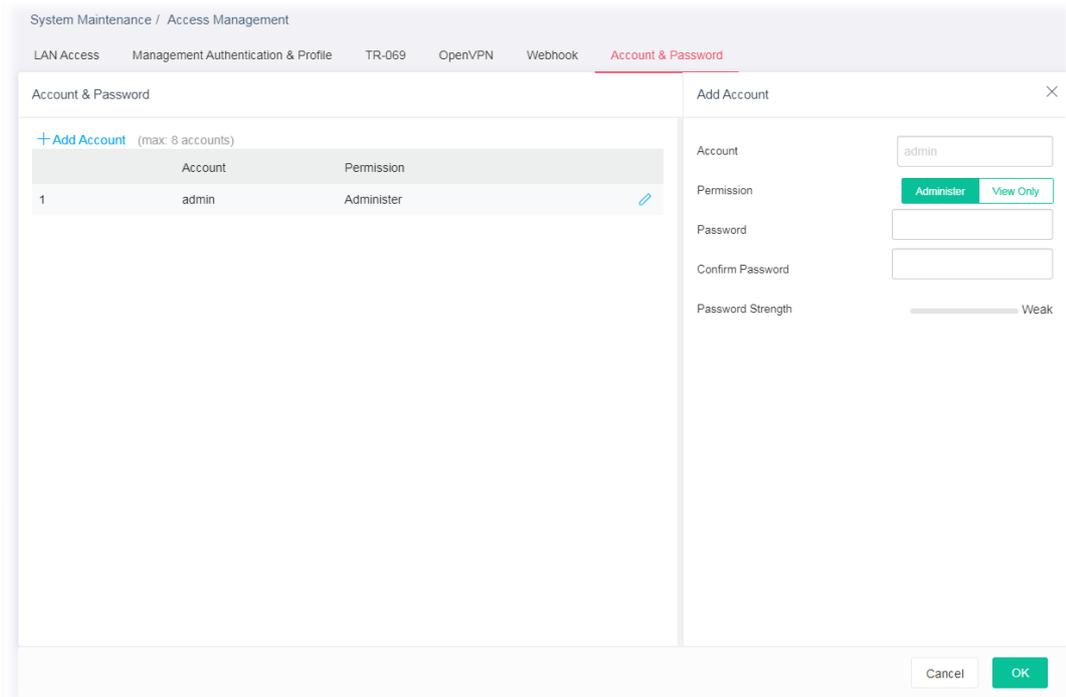 System Maintenance / Access Management
LAN Access Management Authentication & Profile TR-069 OpenVPN Webhook Account & Password
Account & Password
+Add Account (max: 8 accounts)
Account Permission
1 admin Administer
Add Account
Account admin
Permission Administer View Only
Password
Confirm Password
Password Strength Weak
Cancel OK